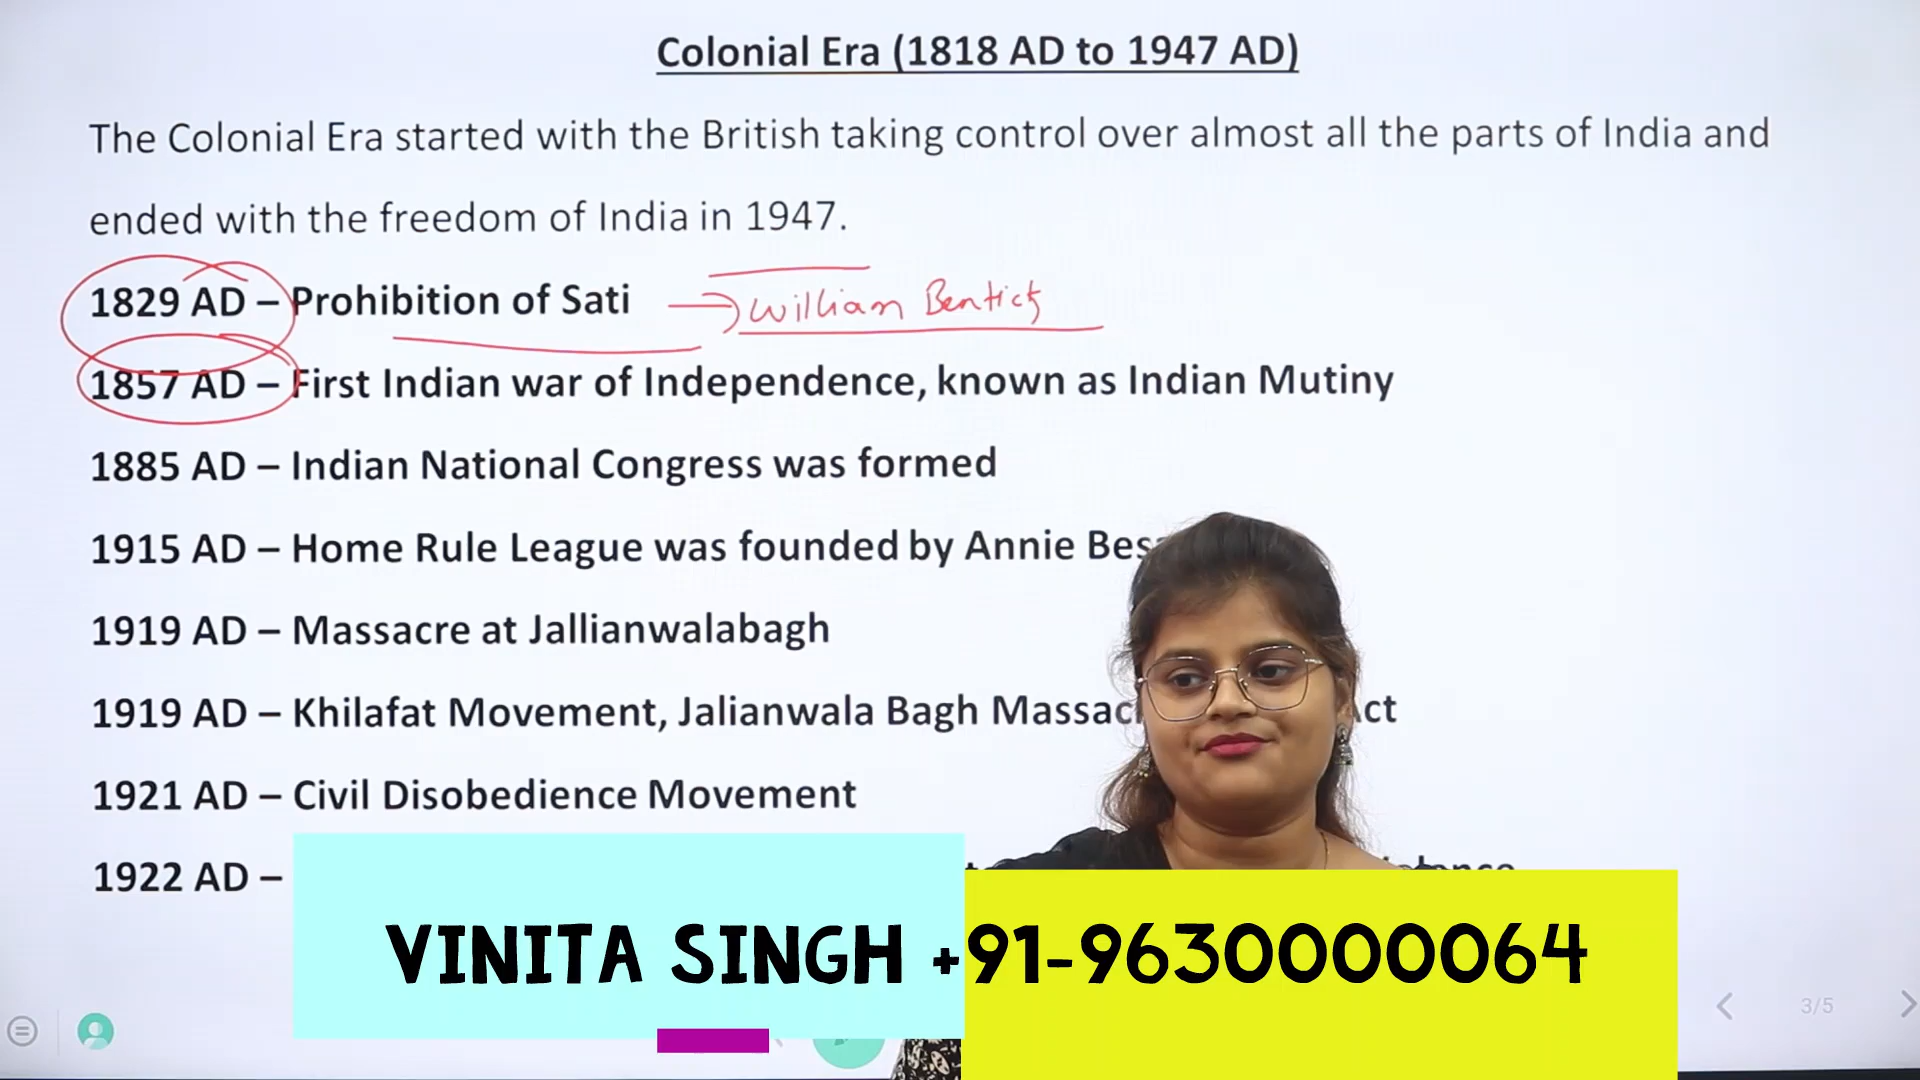 Colonial Era (1818 AD to 1947 AD)
The Colonial Era started with the British taking control over almost all the parts of India and
ended with the freedom of India in 1947.
1829 AD – Prohibition of Sati William Bentick
1857 AD – First Indian war of Independence, known as Indian Mutiny
1885 AD – Indian National Congress was formed
1915 AD – Home Rule League was founded by Annie
1919 AD – Massacre at Jallianwalabagh
1919 AD – Khilafat Movement, Jalianwala Bagh
1921 AD – Civil Disobedience Movement
1922 AD –
VINITA SINGH +91-9630000064
3/5